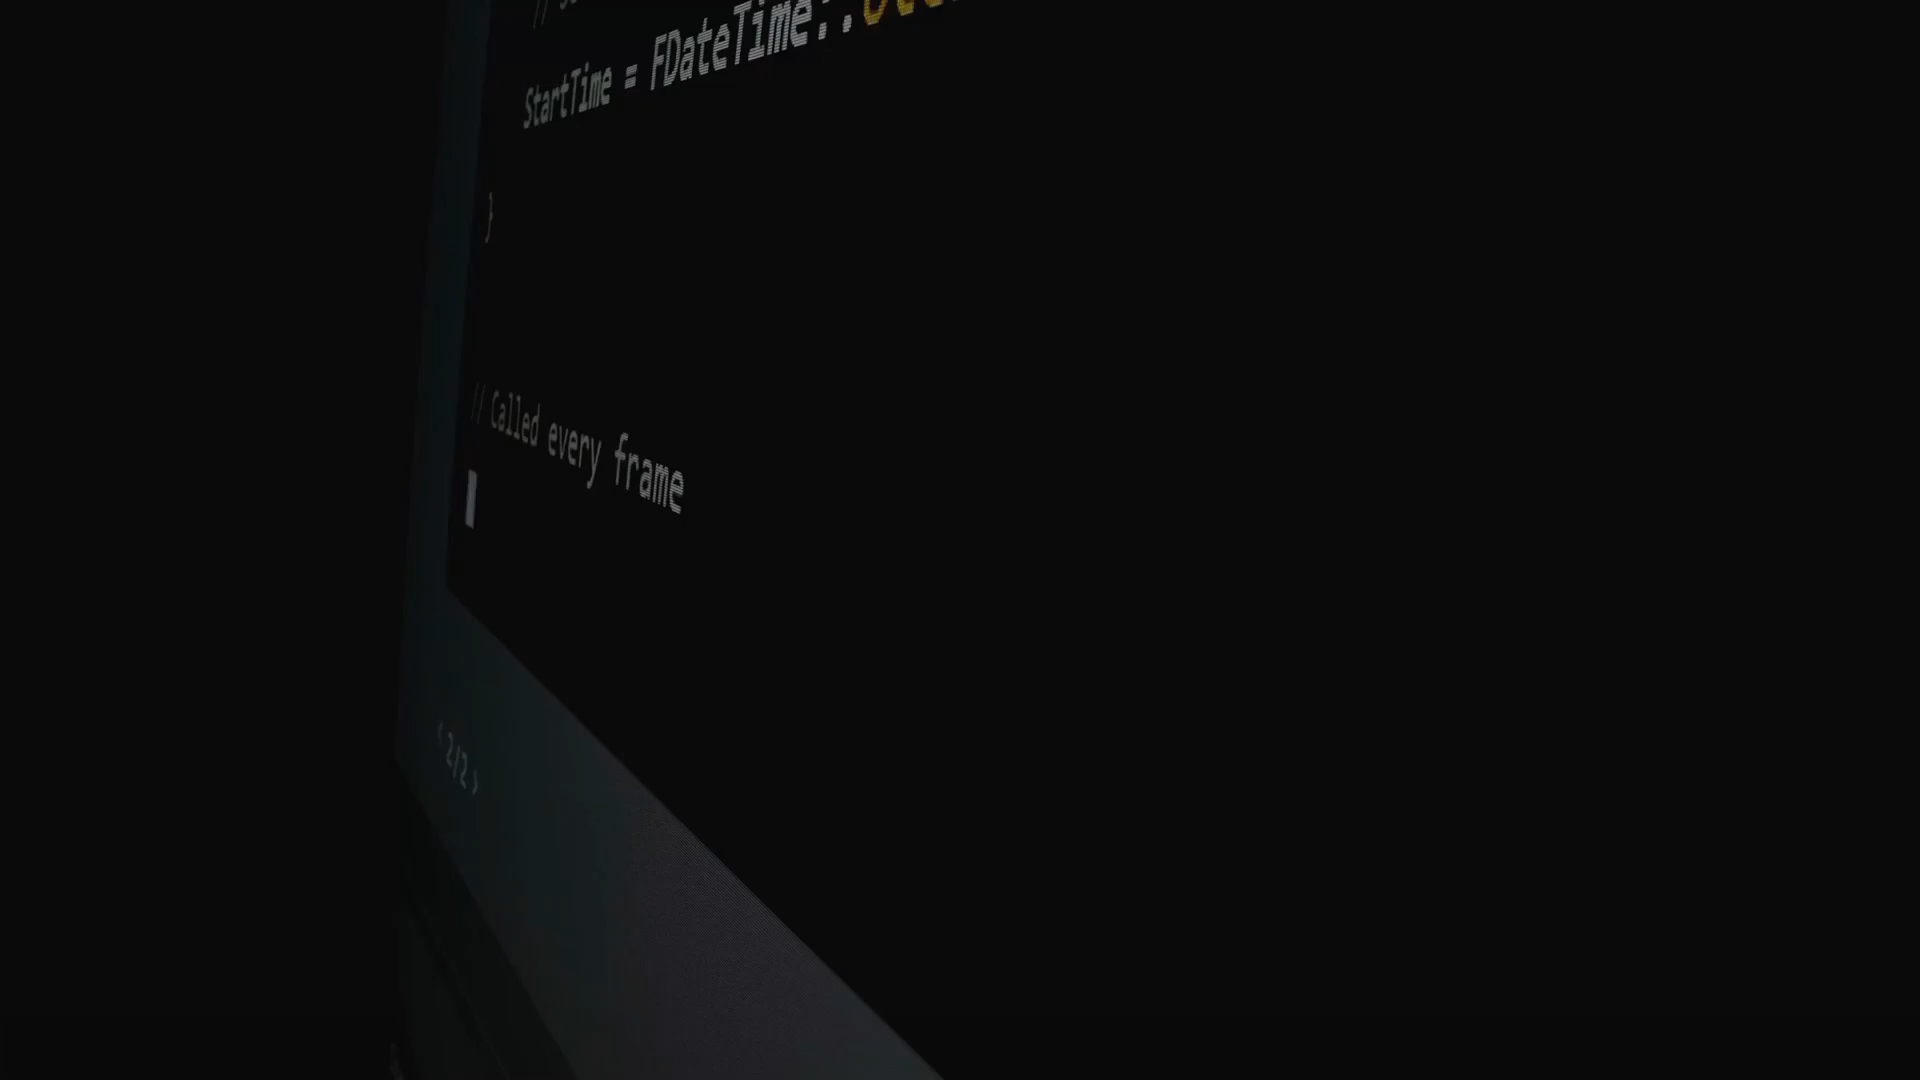 //
StartTime = FDateTime::
}
// Called every frame
< 2/2 >